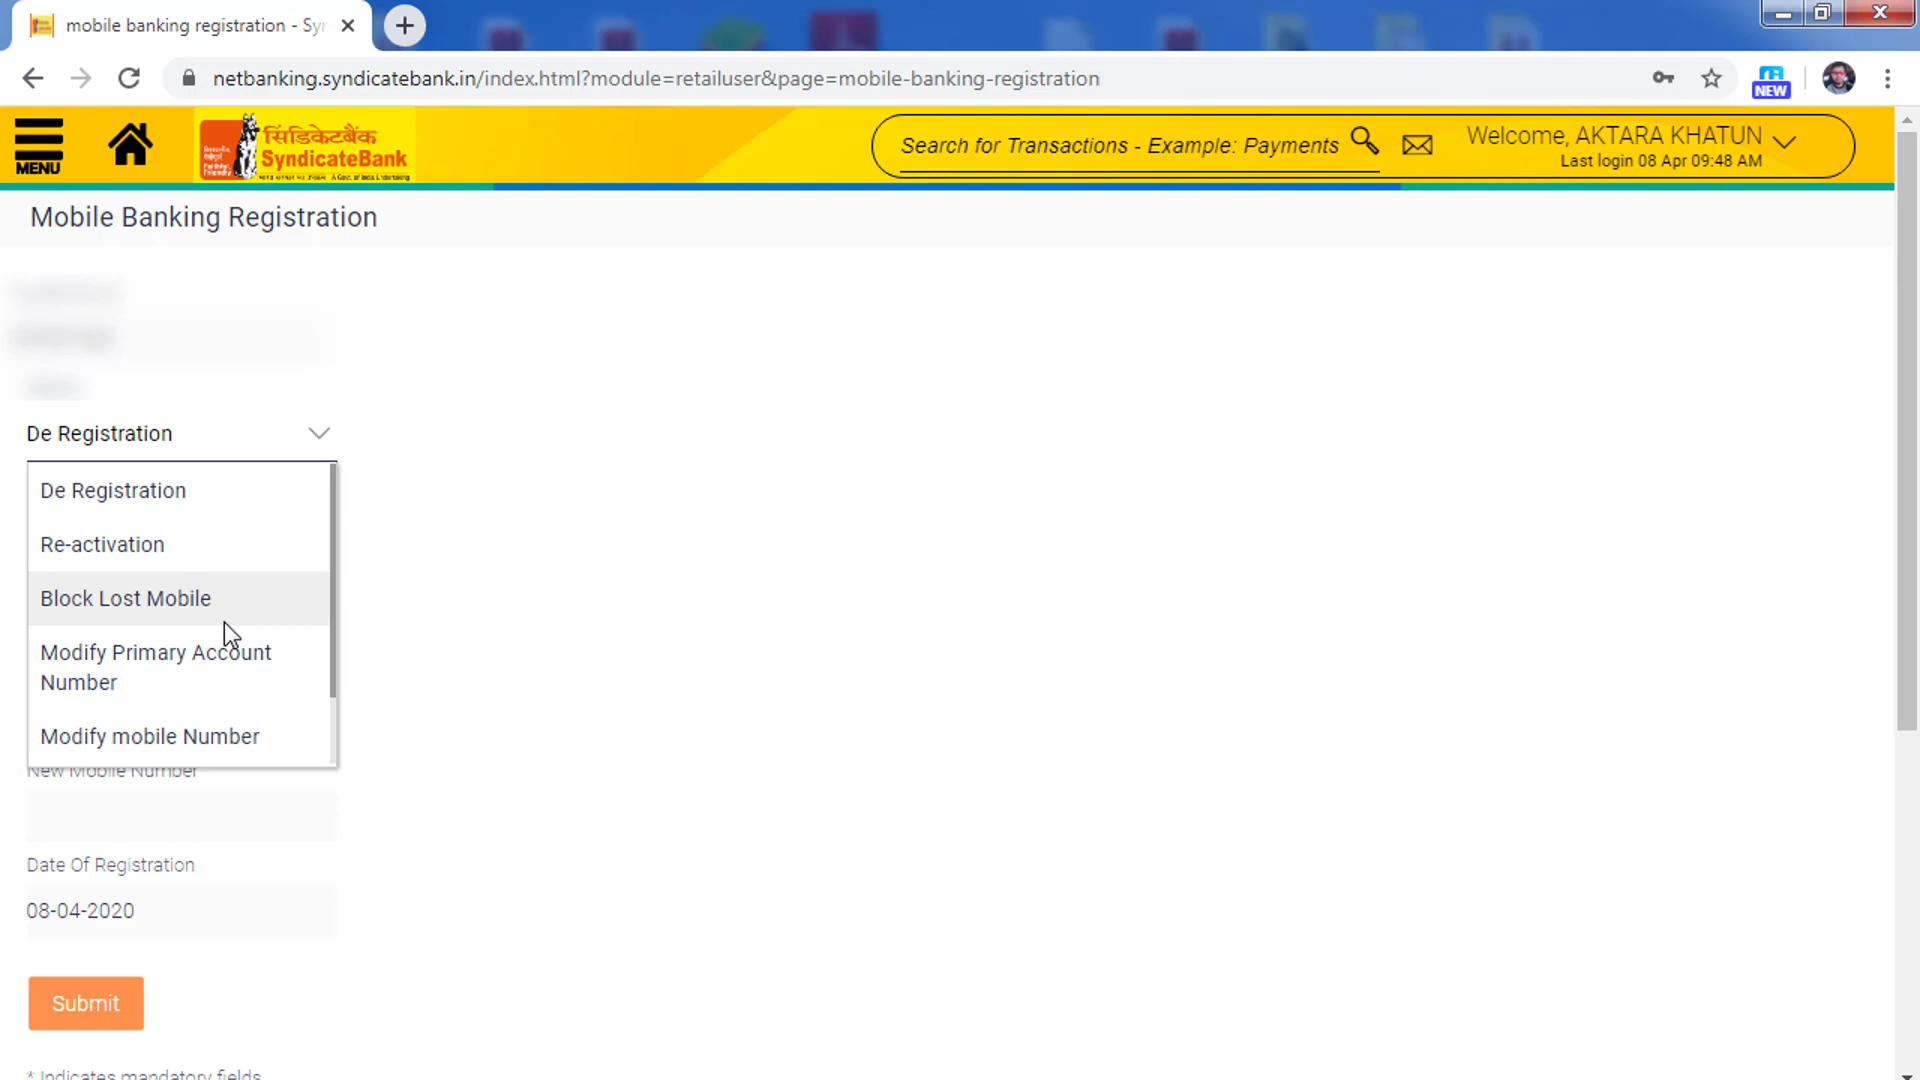 mobile banking registration - Syn
netbanking.syndicatebank.in/index.html?module=retailuser&page=mobile-banking-registration
NEW
MENU
सिंडिकेटबैंक
SyndicateBank
Search for Transactions - Example: Payments
Welcome, AKTARA KHATUN
Last login 08 Apr 09:48 AM
Mobile Banking Registration
De Registration
De Registration
Re-activation
Block Lost Mobile
Modify Primary Account
Number
Modify mobile Number
New Mobile Number
Date Of Registration
08-04-2020
Submit
* Indicates mandatory fields